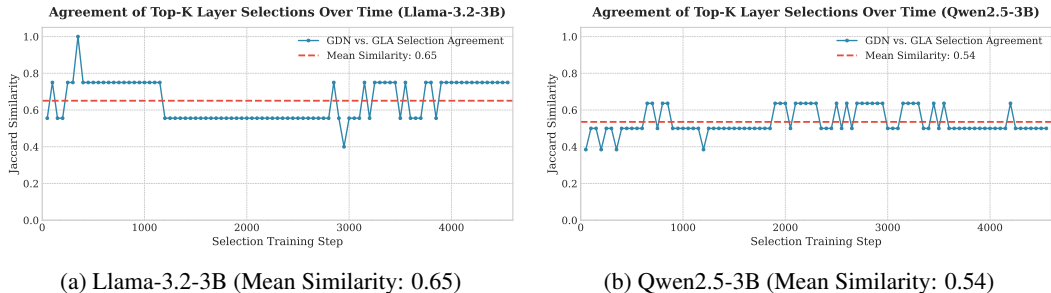 Agreement of Top-K Layer Selections Over Time (Llama-3.2-3B)
1.0
0.8
0.6
0.4
0.2
0.0
Jaccard Similarity
GDN vs. GLA Selection Agreement
Mean Similarity: 0.65
0
1000
2000
3000
4000
Selection Training Step
(a) Llama-3.2-3B (Mean Similarity: 0.65)
Agreement of Top-K Layer Selections Over Time (Qwen2.5-3B)
1.0
0.8
0.6
0.4
0.2
0.0
Jaccard Similarity
GDN vs. GLA Selection Agreement
Mean Similarity: 0.54
0
1000
2000
3000
4000
Selection Training Step
(b) Qwen2.5-3B (Mean Similarity: 0.54)